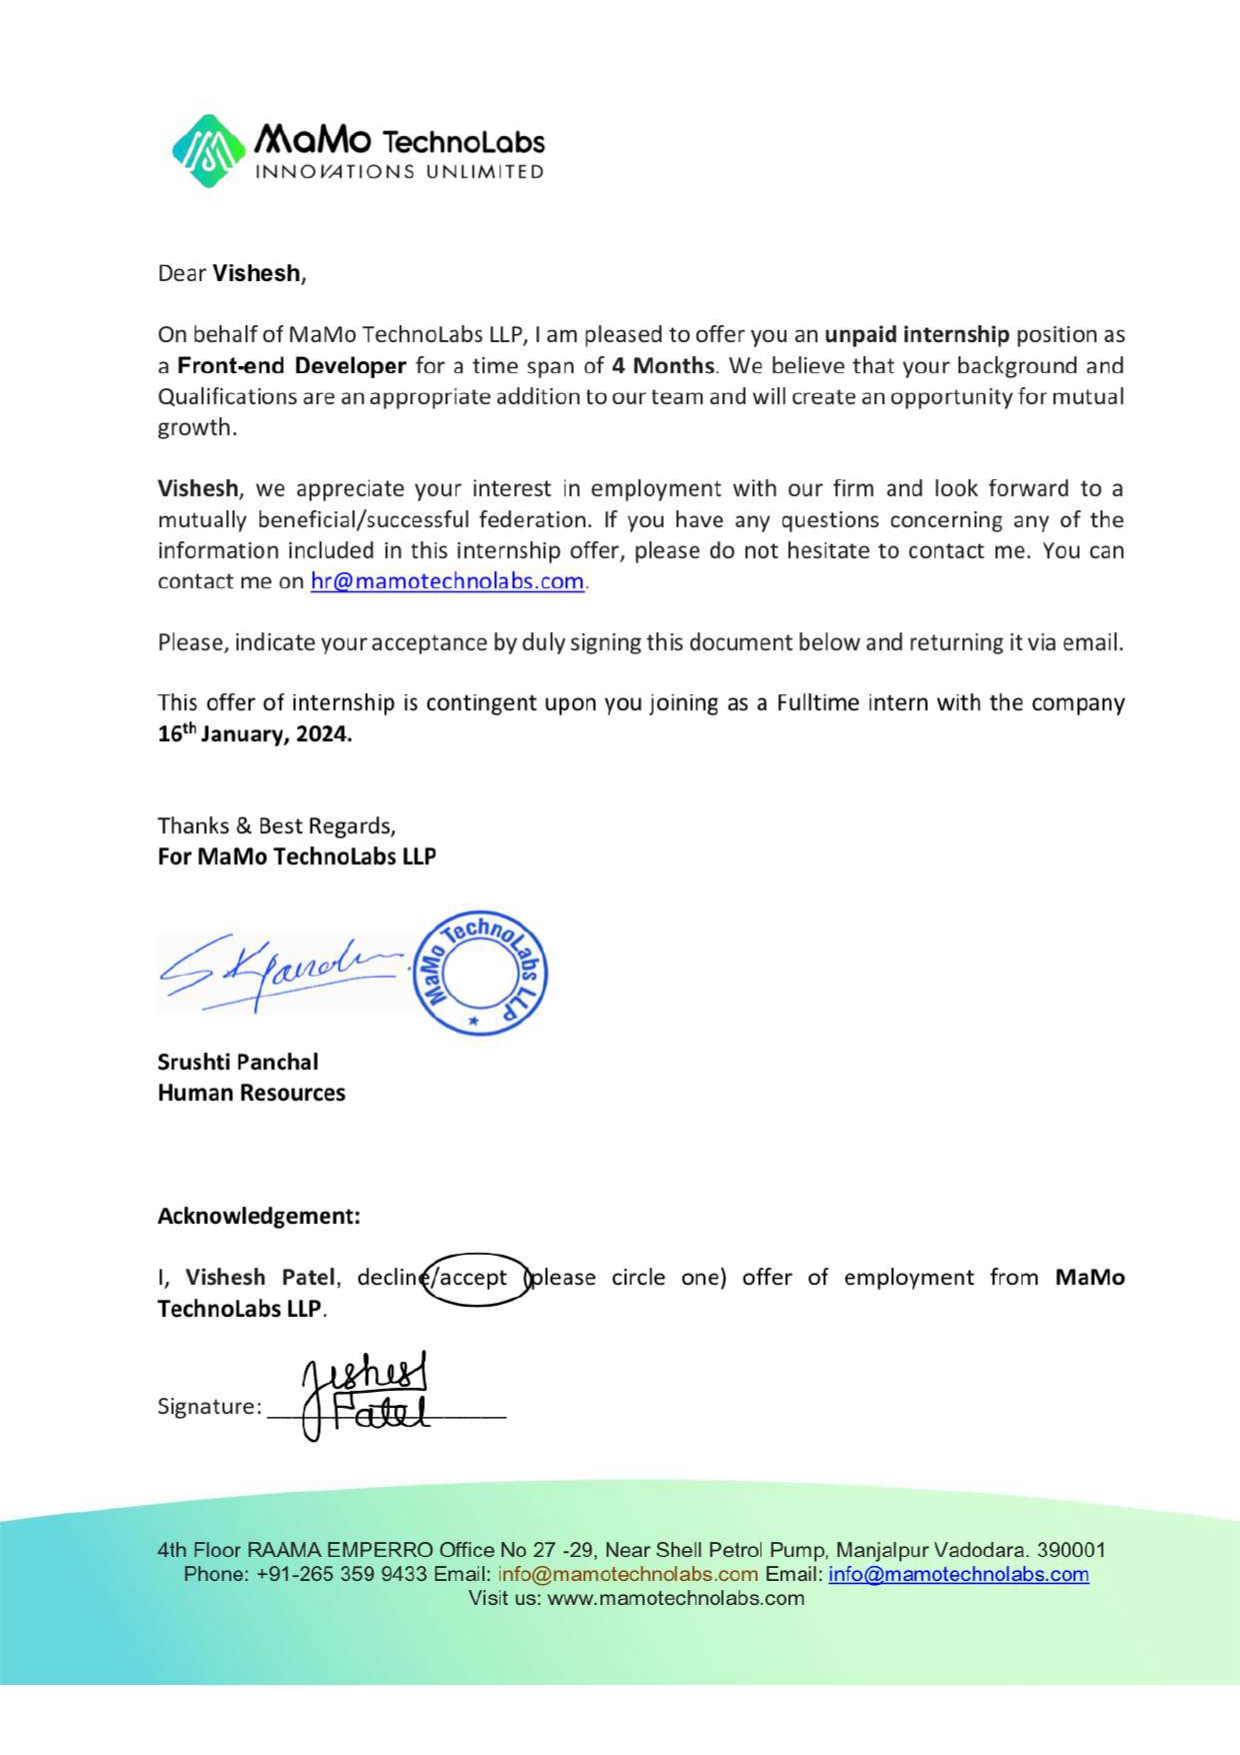 MaMo TechnoLabs
INNOVATIONS UNLIMITED
Dear Vishesh,
On behalf of MaMo TechnoLabs LLP, I am pleased to offer you an unpaid internship position as
a Front-end Developer for a time span of 4 Months. We believe that your background and
Qualifications are an appropriate addition to our team and will create an opportunity for mutual
growth.
Vishesh, we appreciate your interest in employment with our firm and look forward to a
mutually beneficial/successful federation. If you have any questions concerning any of the
information included in this internship offer, please do not hesitate to contact me. You can
contact me on hr@mamotechnolabs.com.
Please, indicate your acceptance by duly signing this document below and returning it via email.
This offer of internship is contingent upon you joining as a Fulltime intern with the company
16th January, 2024.
Thanks & Best Regards,
For MaMo TechnoLabs LLP
MaMo TechnoLabs LLP
Srushti Panchal
Human Resources
Acknowledgement:
I, Vishesh Patel, decline/accept (please circle one) offer of employment from MaMo
TechnoLabs LLP.
Vishesh
Signature: Patel
4th Floor RAAMA EMPERRO Office No 27 -29, Near Shell Petrol Pump, Manjalpur Vadodara. 390001
Phone: +91-265 359 9433 Email: info@mamotechnolabs.com Email: info@mamotechnolabs.com
Visit us: www.mamotechnolabs.com